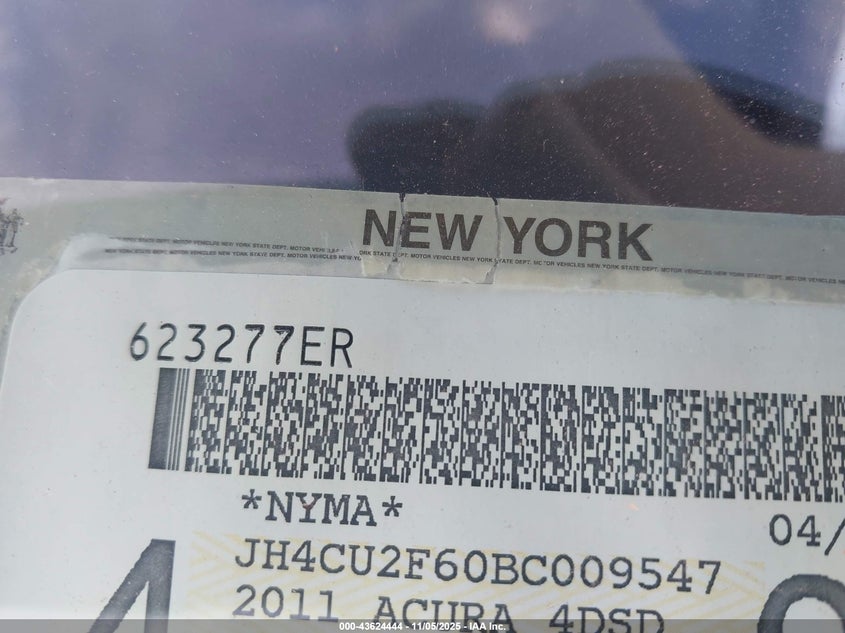 NEW YORK
623277ER
*NYMA*
04/
JH4CU2F60BC009547
2011 ACURA 4DSD
000-43624444 - 11/05/2025 - IAA Inc.